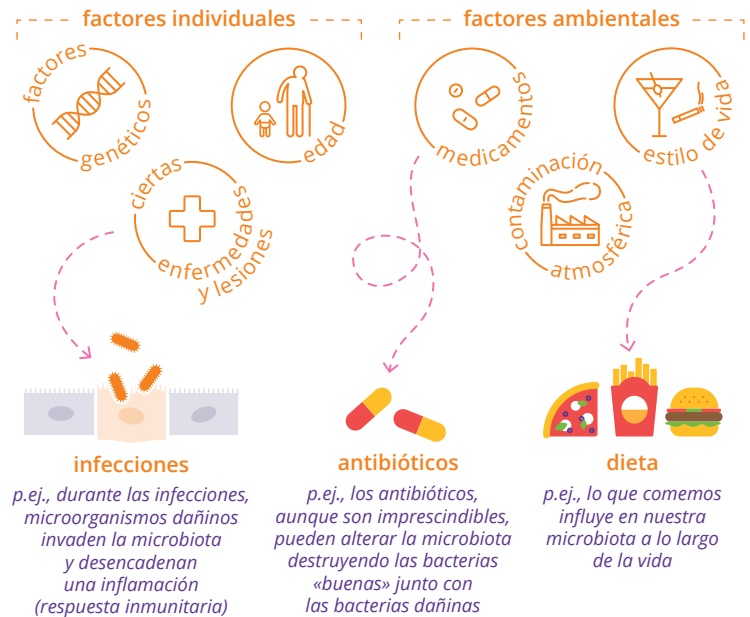 factores individuales
factores ambientales
factores
genéticos
edad
ciertas
enfermedades
y lesiones
medicamentos
estilo de vida
contaminación
atmosférica
infecciones
p.ej., durante las infecciones,
microorganismos dañinos
invaden la microbiota
y desencadenan
una inflamación
(respuesta inmunitaria)
antibióticos
p.ej., los antibióticos,
aunque son imprescindibles,
pueden alterar la microbiota
destruyendo las bacterias
«buenas» junto con
las bacterias dañinas
dieta
p.ej., lo que comemos
influye en nuestra
microbiota a lo largo
de la vida